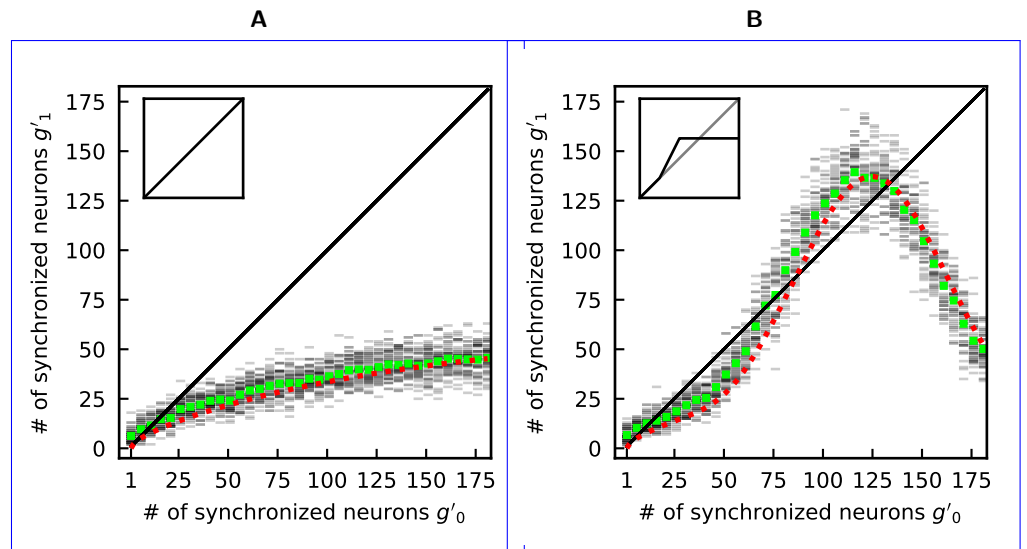 A
B
175
150
125
100
75
50
25
0
# of synchronized neurons g'₁
1 25 50 75 100 125 150 175
# of synchronized neurons g'₀
175
150
125
100
75
50
25
0
# of synchronized neurons g'₁
1 25 50 75 100 125 150 175
# of synchronized neurons g'₀